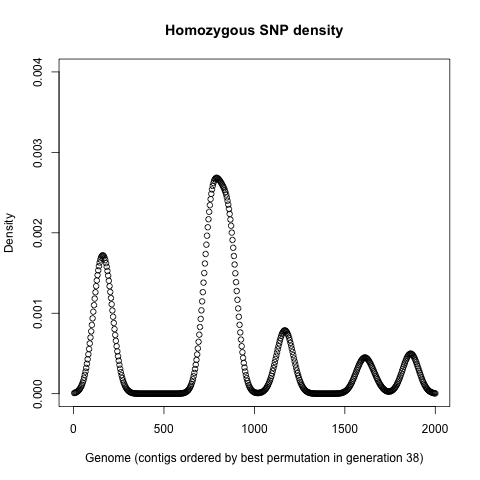 Homozygous SNP density
Density
0.004
0.003
0.002
0.001
0.000
0 500 1000 1500 2000
Genome (contigs ordered by best permutation in generation 38)